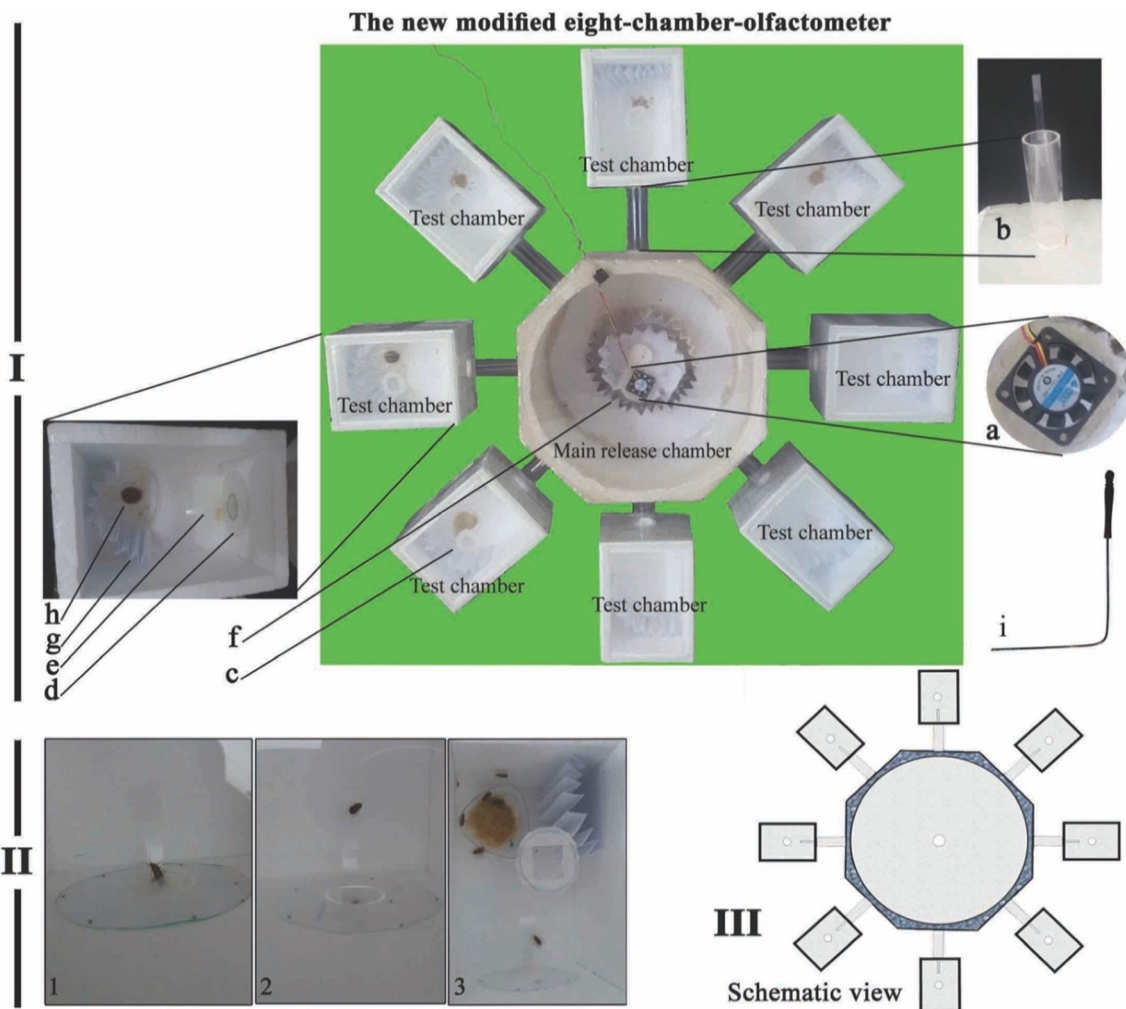 The new modified eight-chamber-olfactometer
Test chamber
Test chamber
Test chamber
b
I
Test chamber
Test chamber
a
Main release chamber
Test chamber
Test chamber
Test chamber
h
g
e
d
f
c
i
II
1
2
3
III
Schematic view